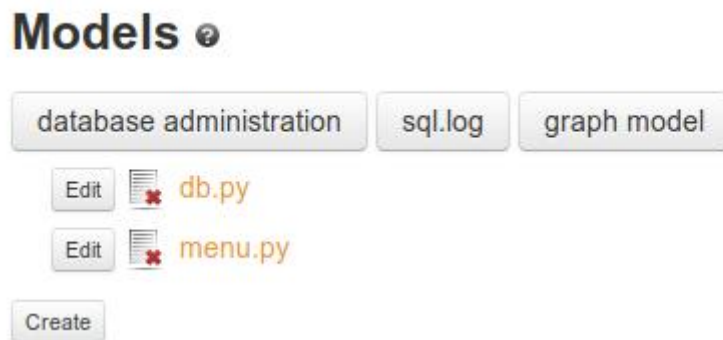 Models ?
database administration sql.log graph model
Edit db.py
Edit menu.py
Create